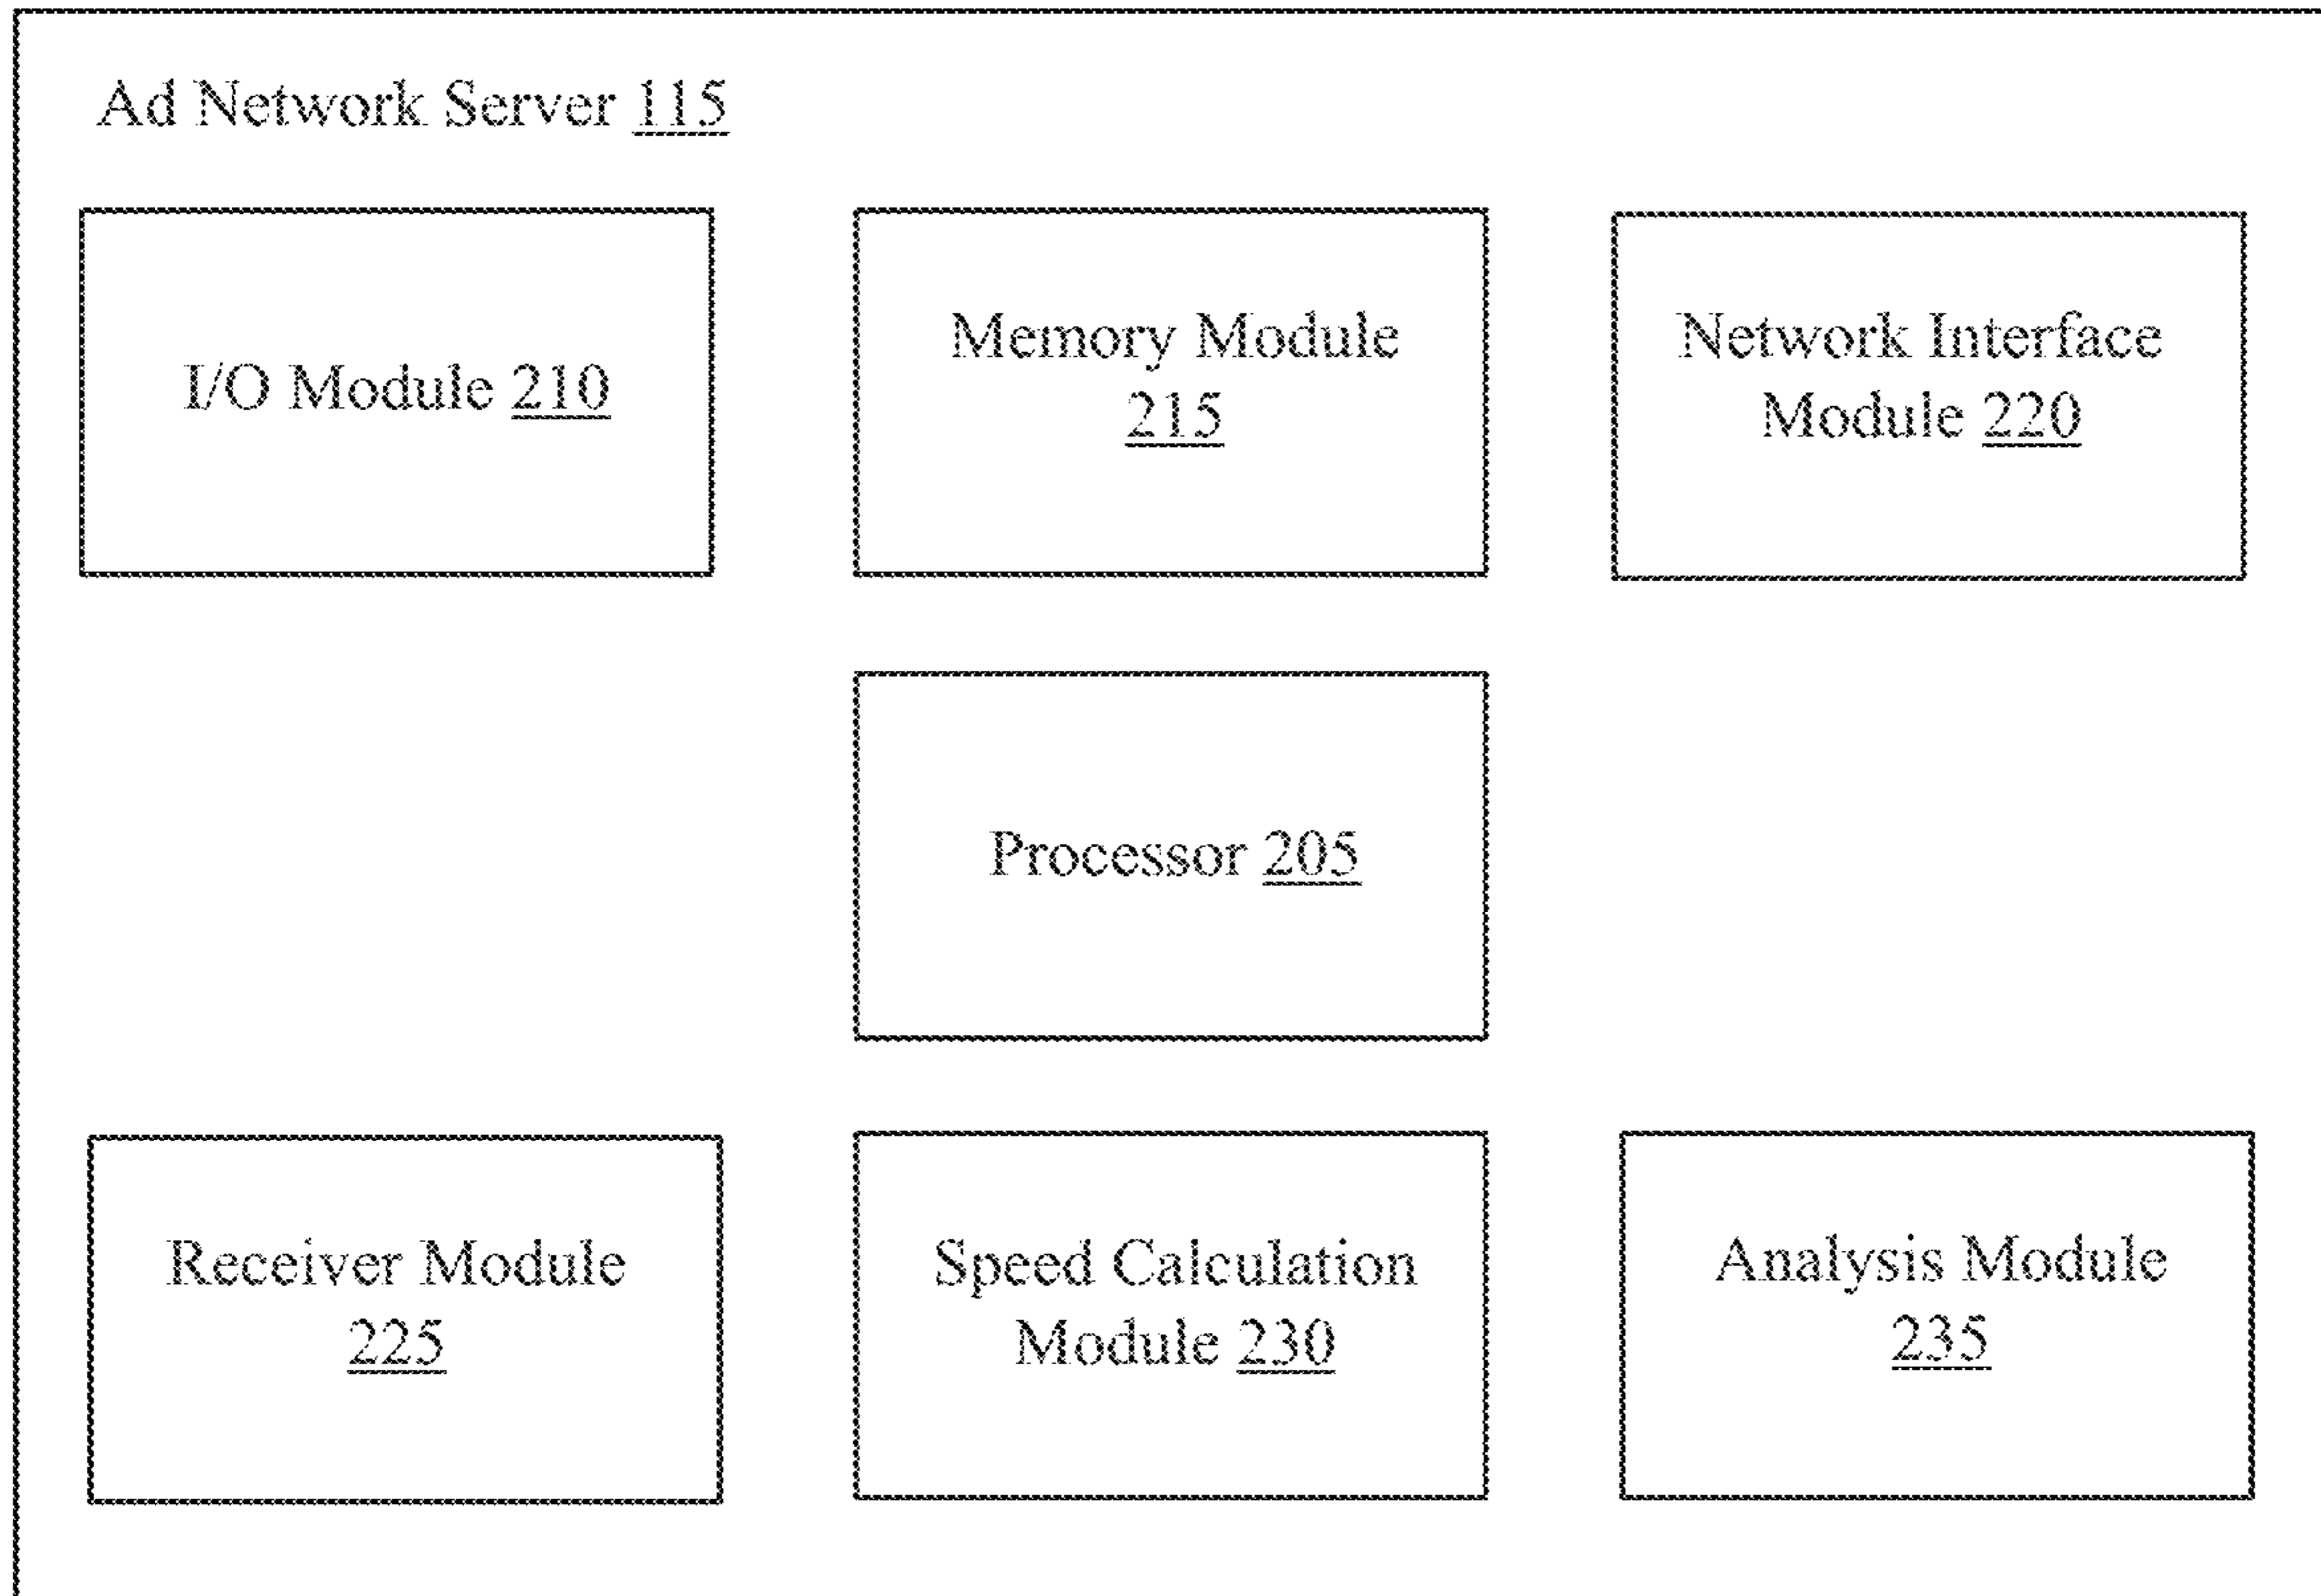 Ad Network Server 115
I/O Module 210
Memory Module
215
Network Interface
Module 220
Processor 205
Receiver Module
225
Speed Calculation
Module 230
Analysis Module
235